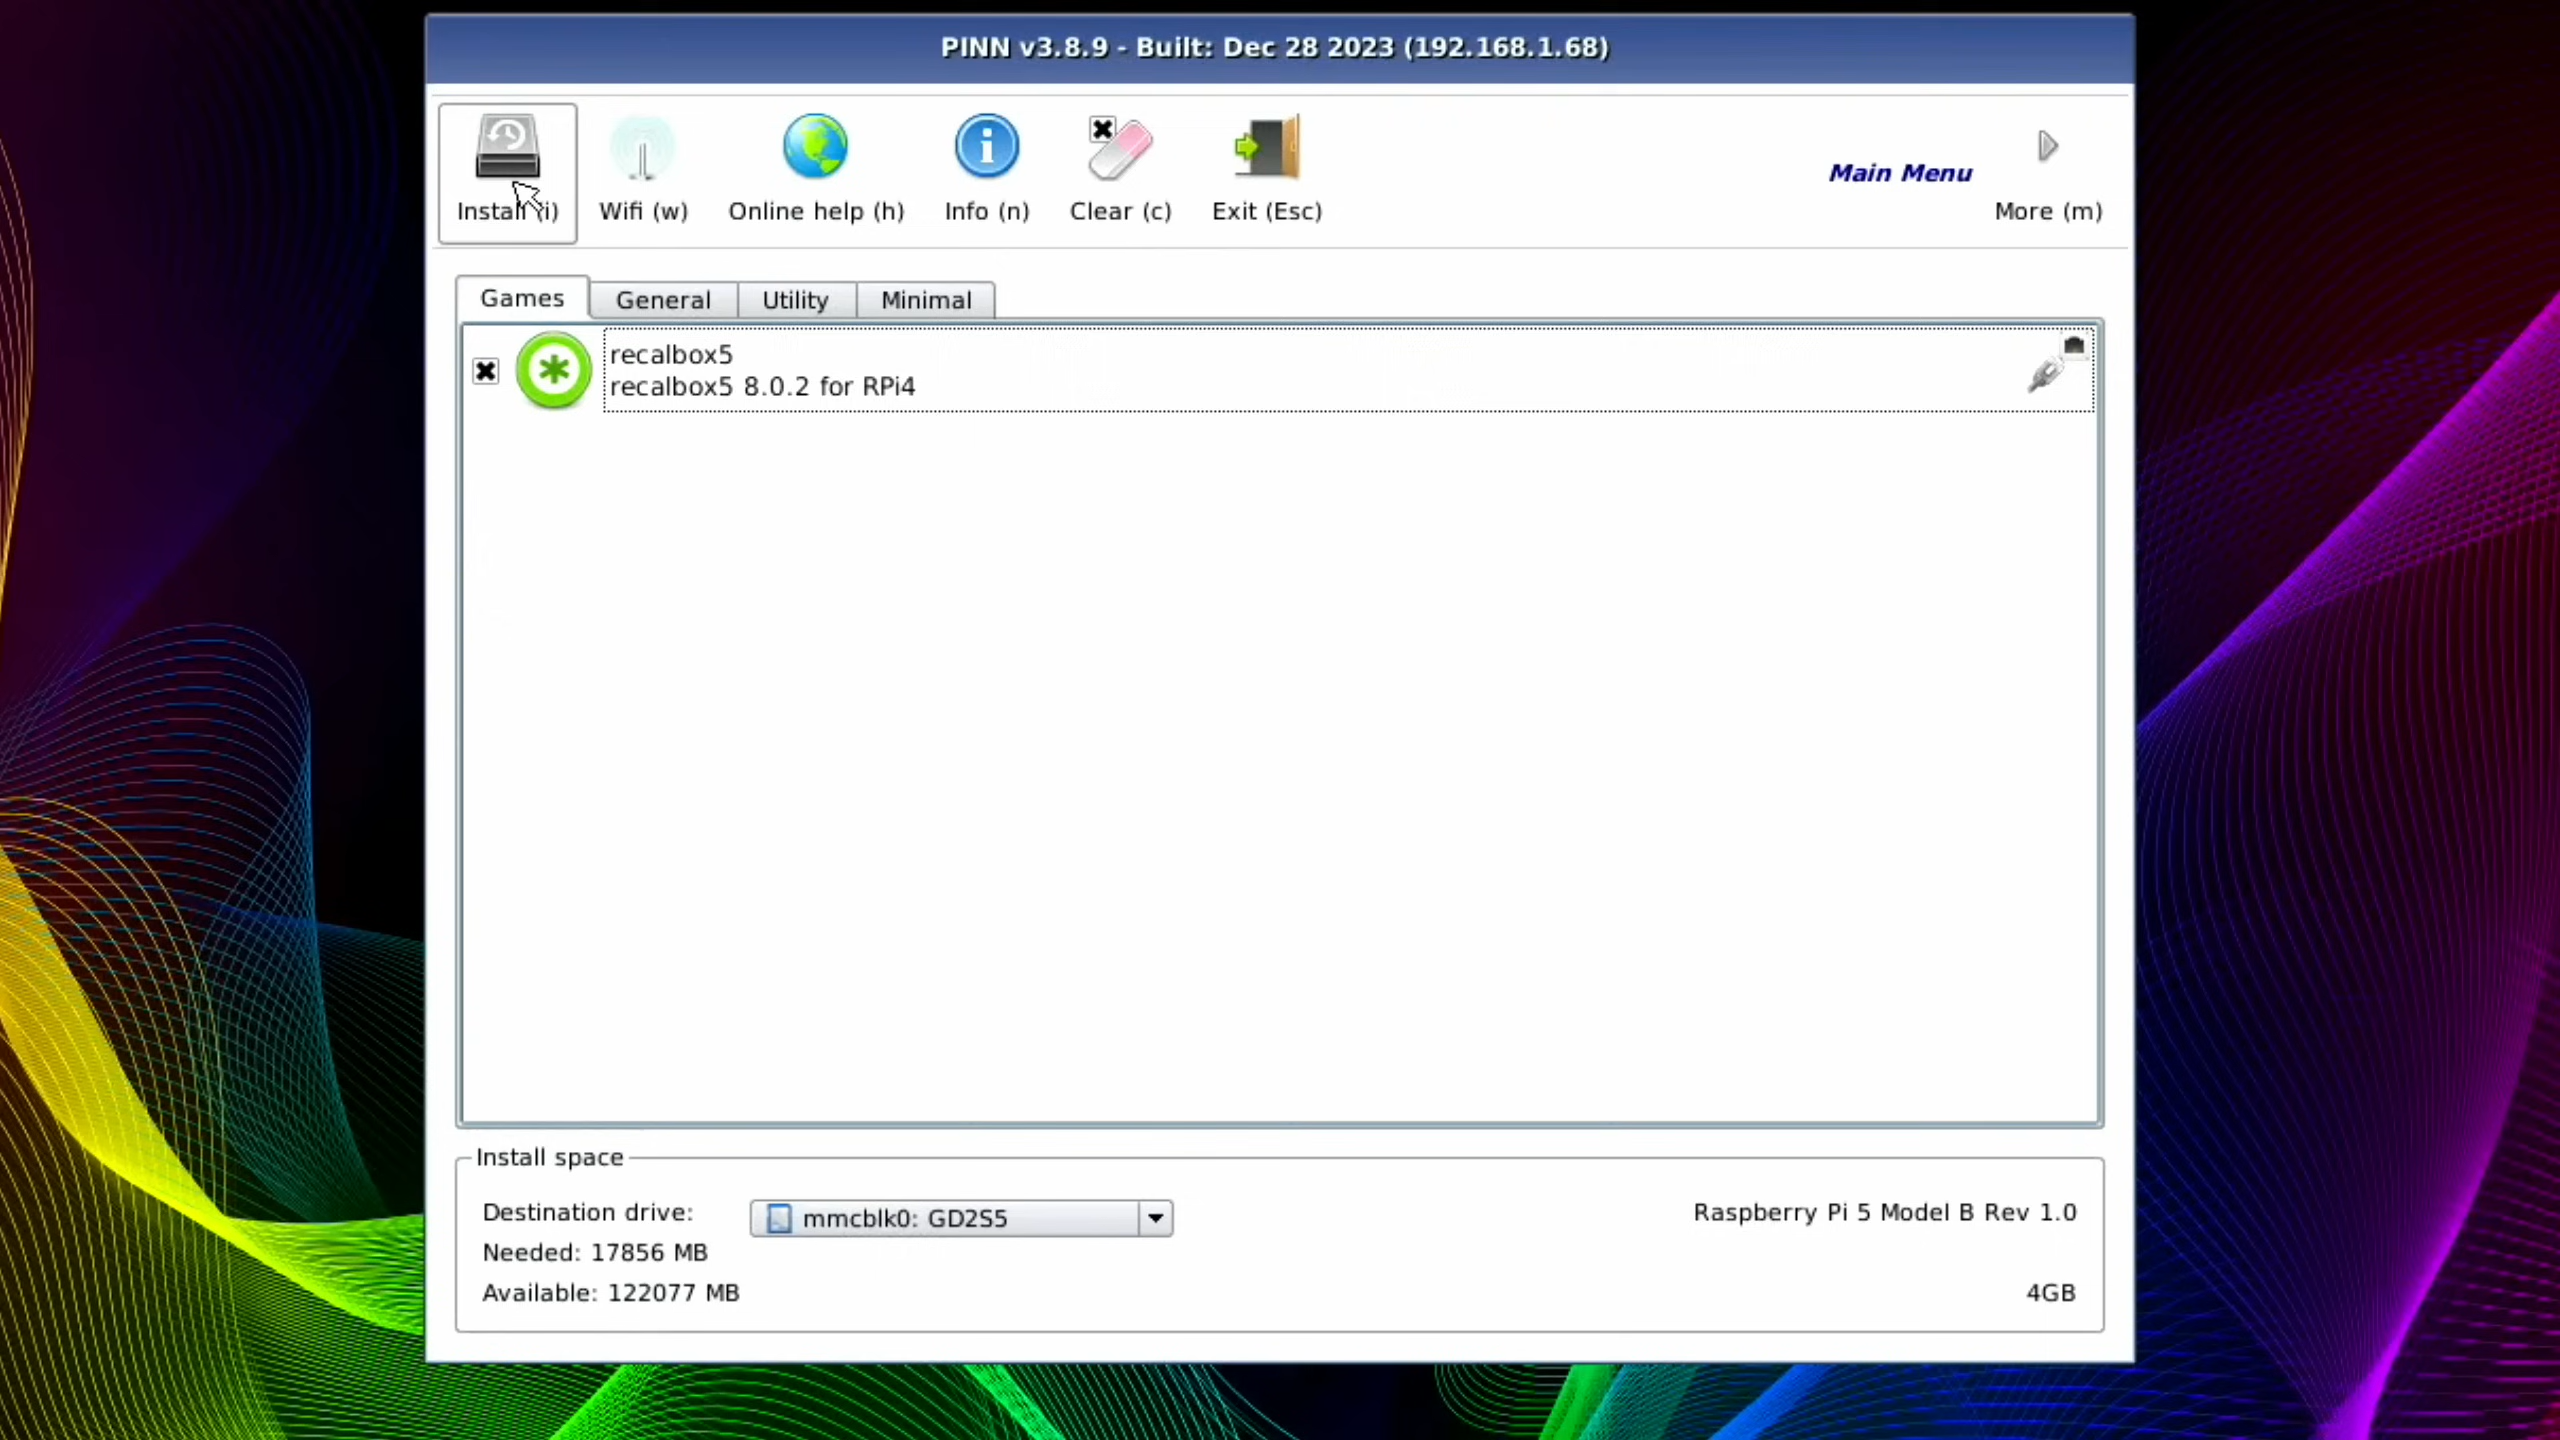 PINN v3.8.9 - Built: Dec 28 2023 (192.168.1.68)
Install (i)
Wifi (w)
Online help (h)
Info (n)
Clear (c)
Exit (Esc)
Main Menu
More (m)
Games
General
Utility
Minimal
recalbox5
recalbox5 8.0.2 for RPi4
Install space
Destination drive:
mmcblk0: GD2S5
Raspberry Pi 5 Model B Rev 1.0
Needed: 17856 MB
Available: 122077 MB
4GB